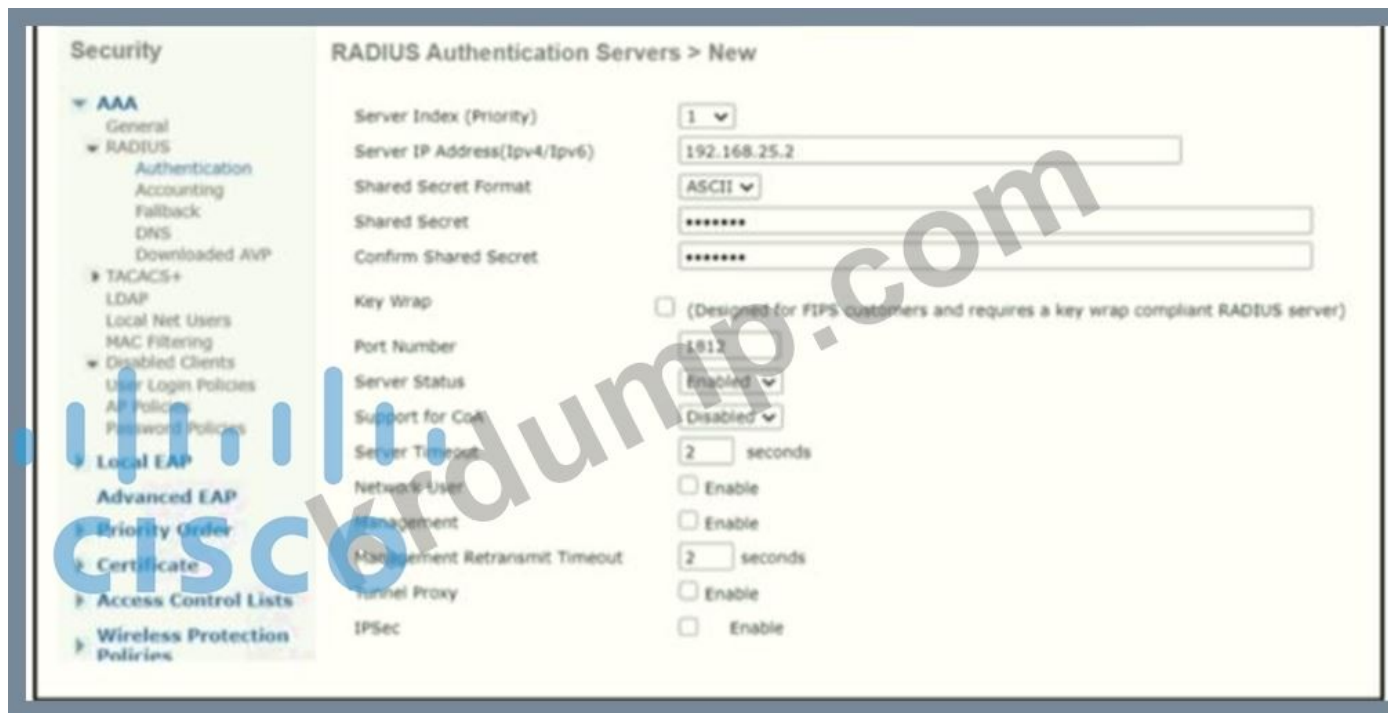 Security
RADIUS Authentication Servers > New
AAA
General
RADIUS
Authentication
Accounting
Fallback
DNS
Downloaded AVP
TACACS+
LDAP
Local Net Users
MAC Filtering
Disabled Clients
User Login Policies
AP Policies
Password Policies
Local EAP
Advanced EAP
Priority Order
Certificate
Access Control Lists
Wireless Protection
Policies
Server Index (Priority) 1
Server IP Address(Ipv4/Ipv6) 192.168.25.2
Shared Secret Format ASCII
Shared Secret •••••••
Confirm Shared Secret •••••••
Key Wrap (Designed for FIPS customers and requires a key wrap compliant RADIUS server)
Port Number 1812
Server Status Enabled
Support for CoA Disabled
Server Timeout 2 seconds
Network User Enable
Management Enable
Management Retransmit Timeout 2 seconds
Tunnel Proxy Enable
IPSec Enable
krdump.com
CISCO